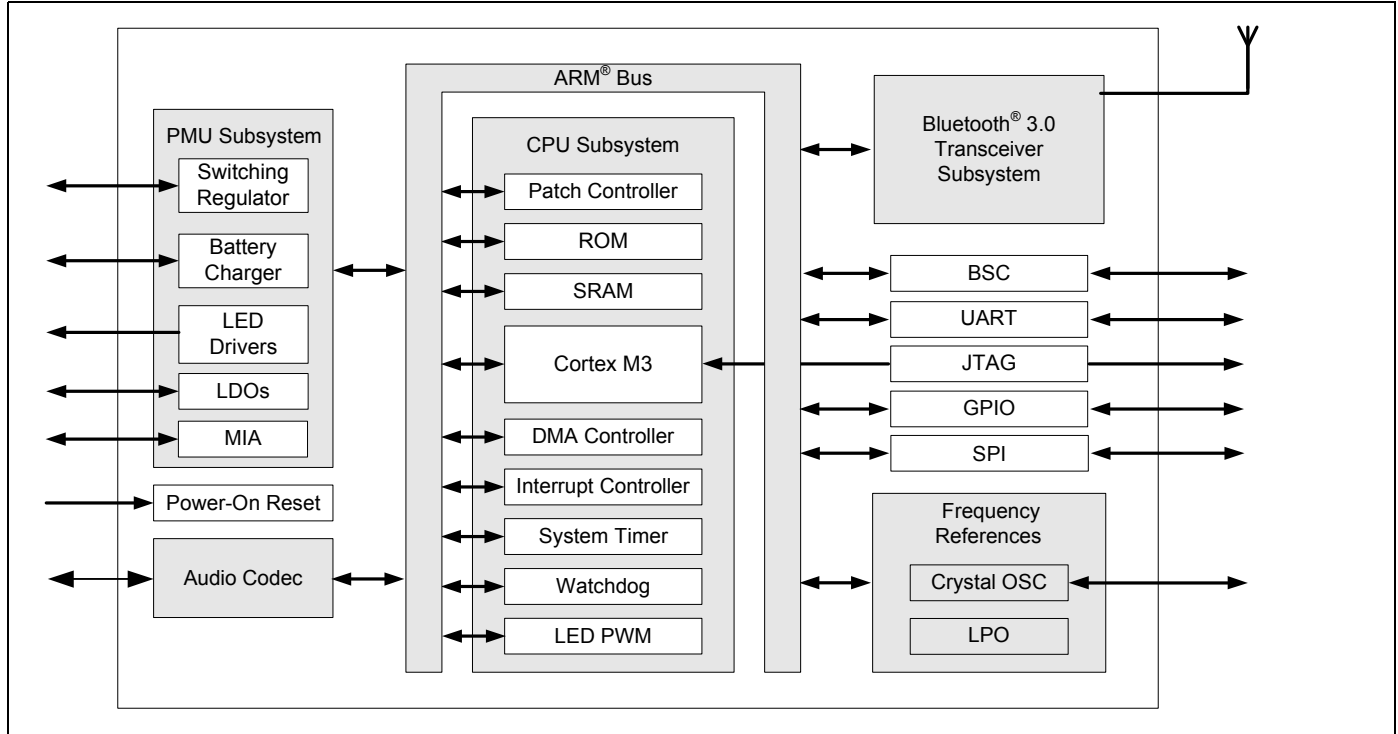 ARM® Bus
PMU Subsystem
Switching
Regulator
Battery
Charger
LED
Drivers
LDOs
MIA
Power-On Reset
Audio Codec
CPU Subsystem
Patch Controller
ROM
SRAM
Cortex M3
DMA Controller
Interrupt Controller
System Timer
Watchdog
LED PWM
Bluetooth® 3.0
Transceiver
Subsystem
BSC
UART
JTAG
GPIO
SPI
Frequency
References
Crystal OSC
LPO